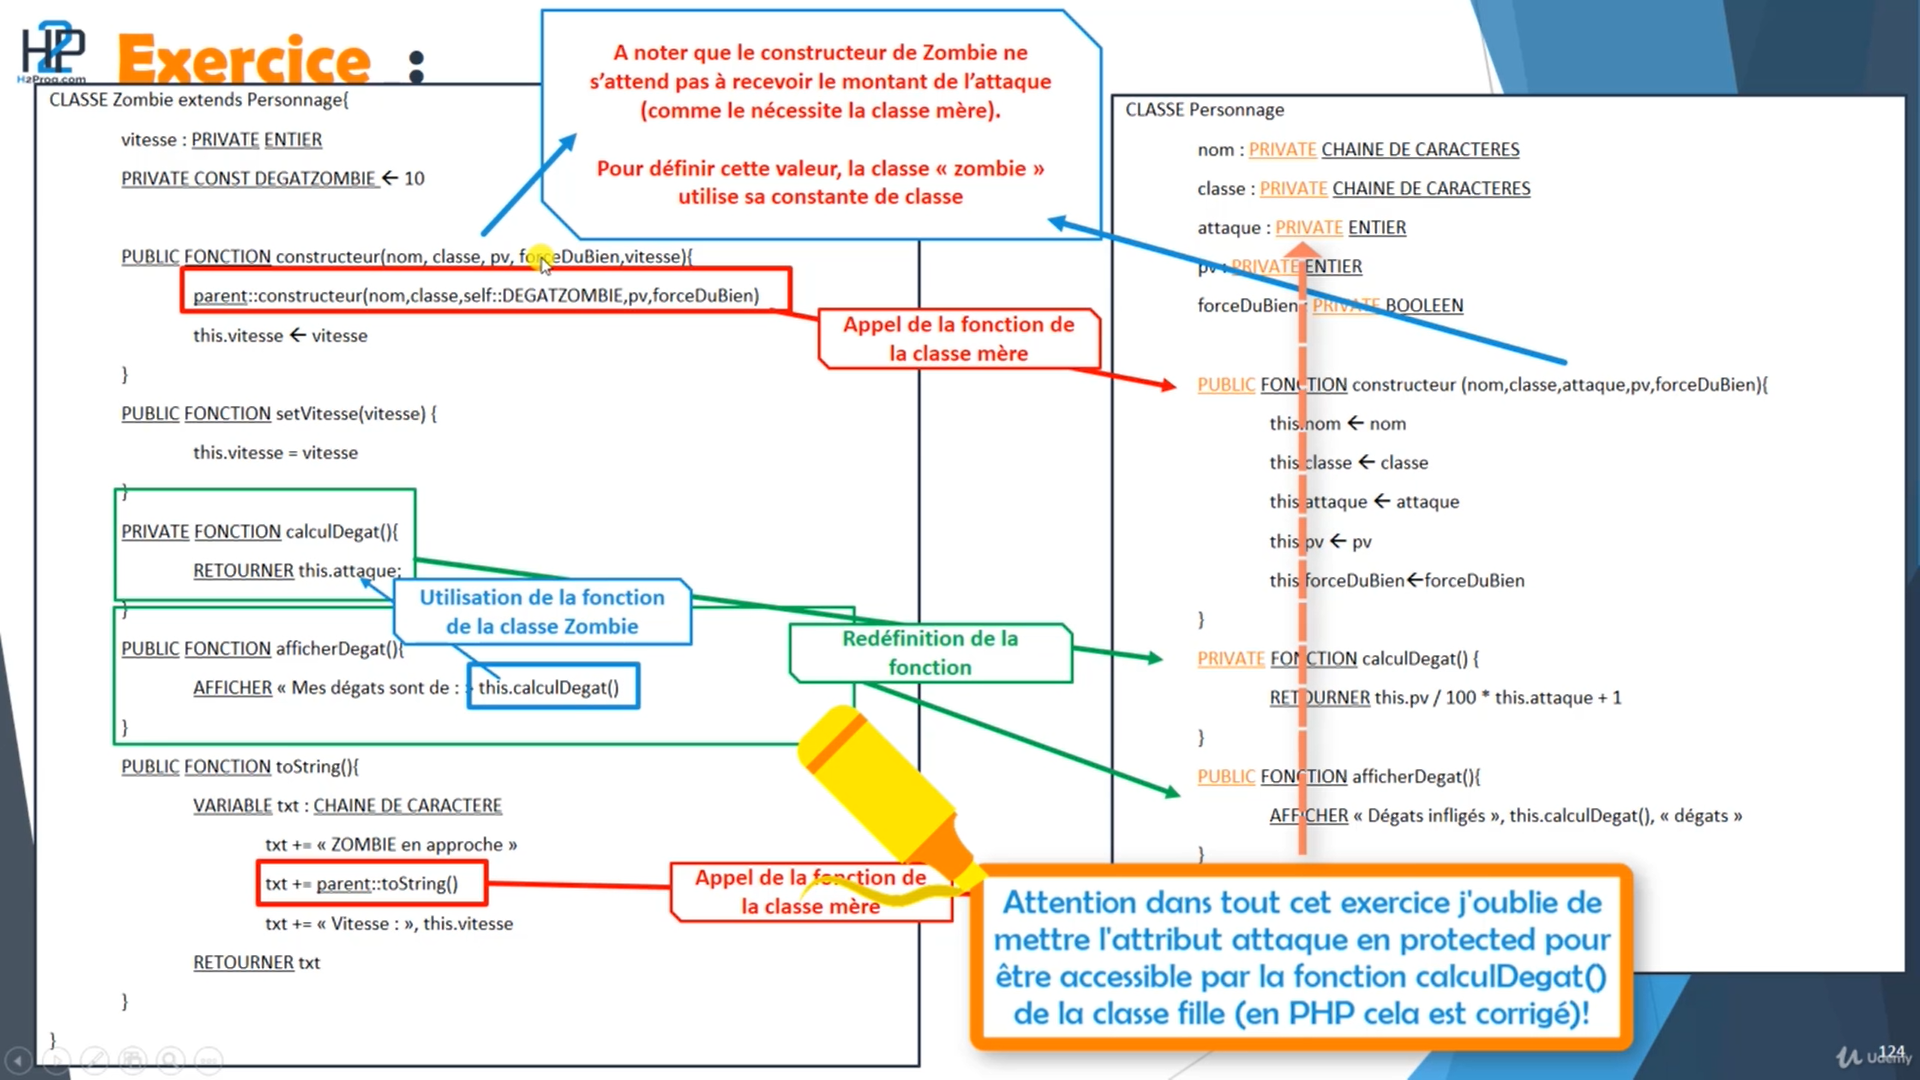 H2P
H2Prog.com
Exercice :
A noter que le constructeur de Zombie ne
s'attend pas à recevoir le montant de l'attaque
(comme le nécessite la classe mère).
Pour définir cette valeur, la classe « zombie »
utilise sa constante de classe
CLASSE Zombie extends Personnage{
vitesse : PRIVATE ENTIER
PRIVATE CONST DEGATZOMBIE ← 10
PUBLIC FONCTION constructeur(nom, classe, pv, forceDuBien,vitesse){
parent::constructeur(nom,classe,self::DEGATZOMBIE,pv,forceDuBien)
this.vitesse ← vitesse
}
PUBLIC FONCTION setVitesse(vitesse) {
this.vitesse = vitesse
}
PRIVATE FONCTION calculDegat(){
RETOURNER this.attaque;
}
PUBLIC FONCTION afficherDegat(){
AFFICHER « Mes dégats sont de : » this.calculDegat()
}
PUBLIC FONCTION toString(){
VARIABLE txt : CHAINE DE CARACTERE
txt += « ZOMBIE en approche »
txt += parent::toString()
txt += « Vitesse : », this.vitesse
RETOURNER txt
}
}
Appel de la fonction de
la classe mère
Utilisation de la fonction
de la classe Zombie
Redéfinition de la
fonction
Appel de la fonction de
la classe mère
CLASSE Personnage
nom : PRIVATE CHAINE DE CARACTERES
classe : PRIVATE CHAINE DE CARACTERES
attaque : PRIVATE ENTIER
pv : PRIVATE ENTIER
forceDuBien : PRIVATE BOOLEEN
PUBLIC FONCTION constructeur (nom,classe,attaque,pv,forceDuBien){
this.nom ← nom
this.classe ← classe
this.attaque ← attaque
this.pv ← pv
this.forceDuBien←forceDuBien
}
PRIVATE FONCTION calculDegat() {
RETOURNER this.pv / 100 * this.attaque + 1
}
PUBLIC FONCTION afficherDegat(){
AFFICHER « Dégats infligés », this.calculDegat(), « dégats »
}
Attention dans tout cet exercice j'oublie de
mettre l'attribut attaque en protected pour
être accessible par la fonction calculDegat()
de la classe fille (en PHP cela est corrigé)!
124
Udemy